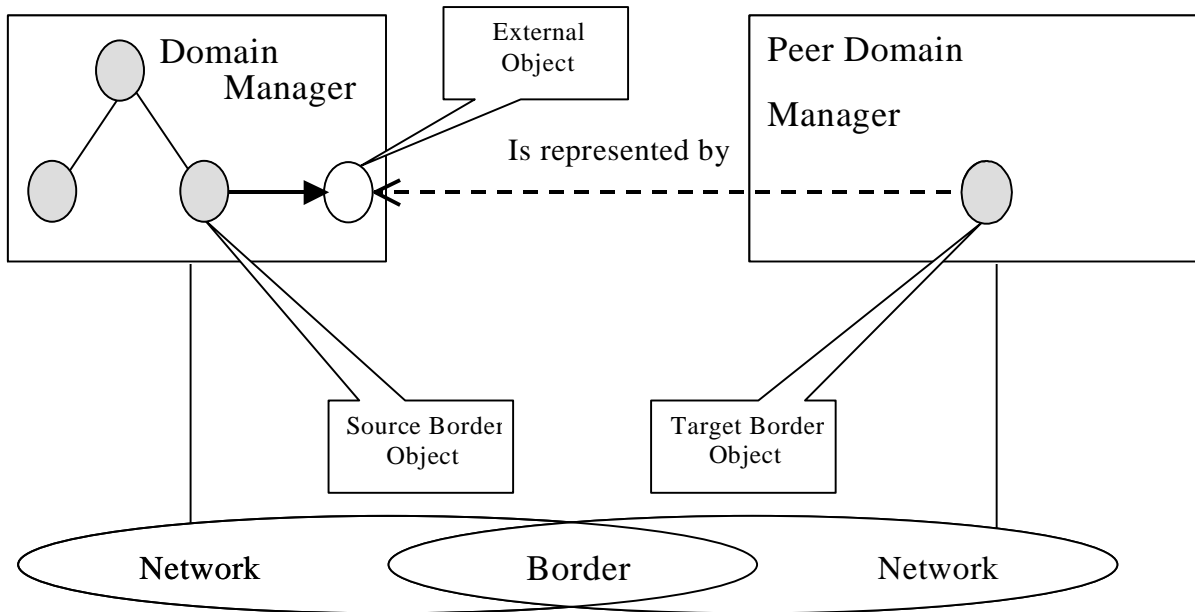 Domain
Manager
External
Object
Peer Domain
Manager
Is represented by
Source Border
Object
Target Border
Object
Network
Border
Network